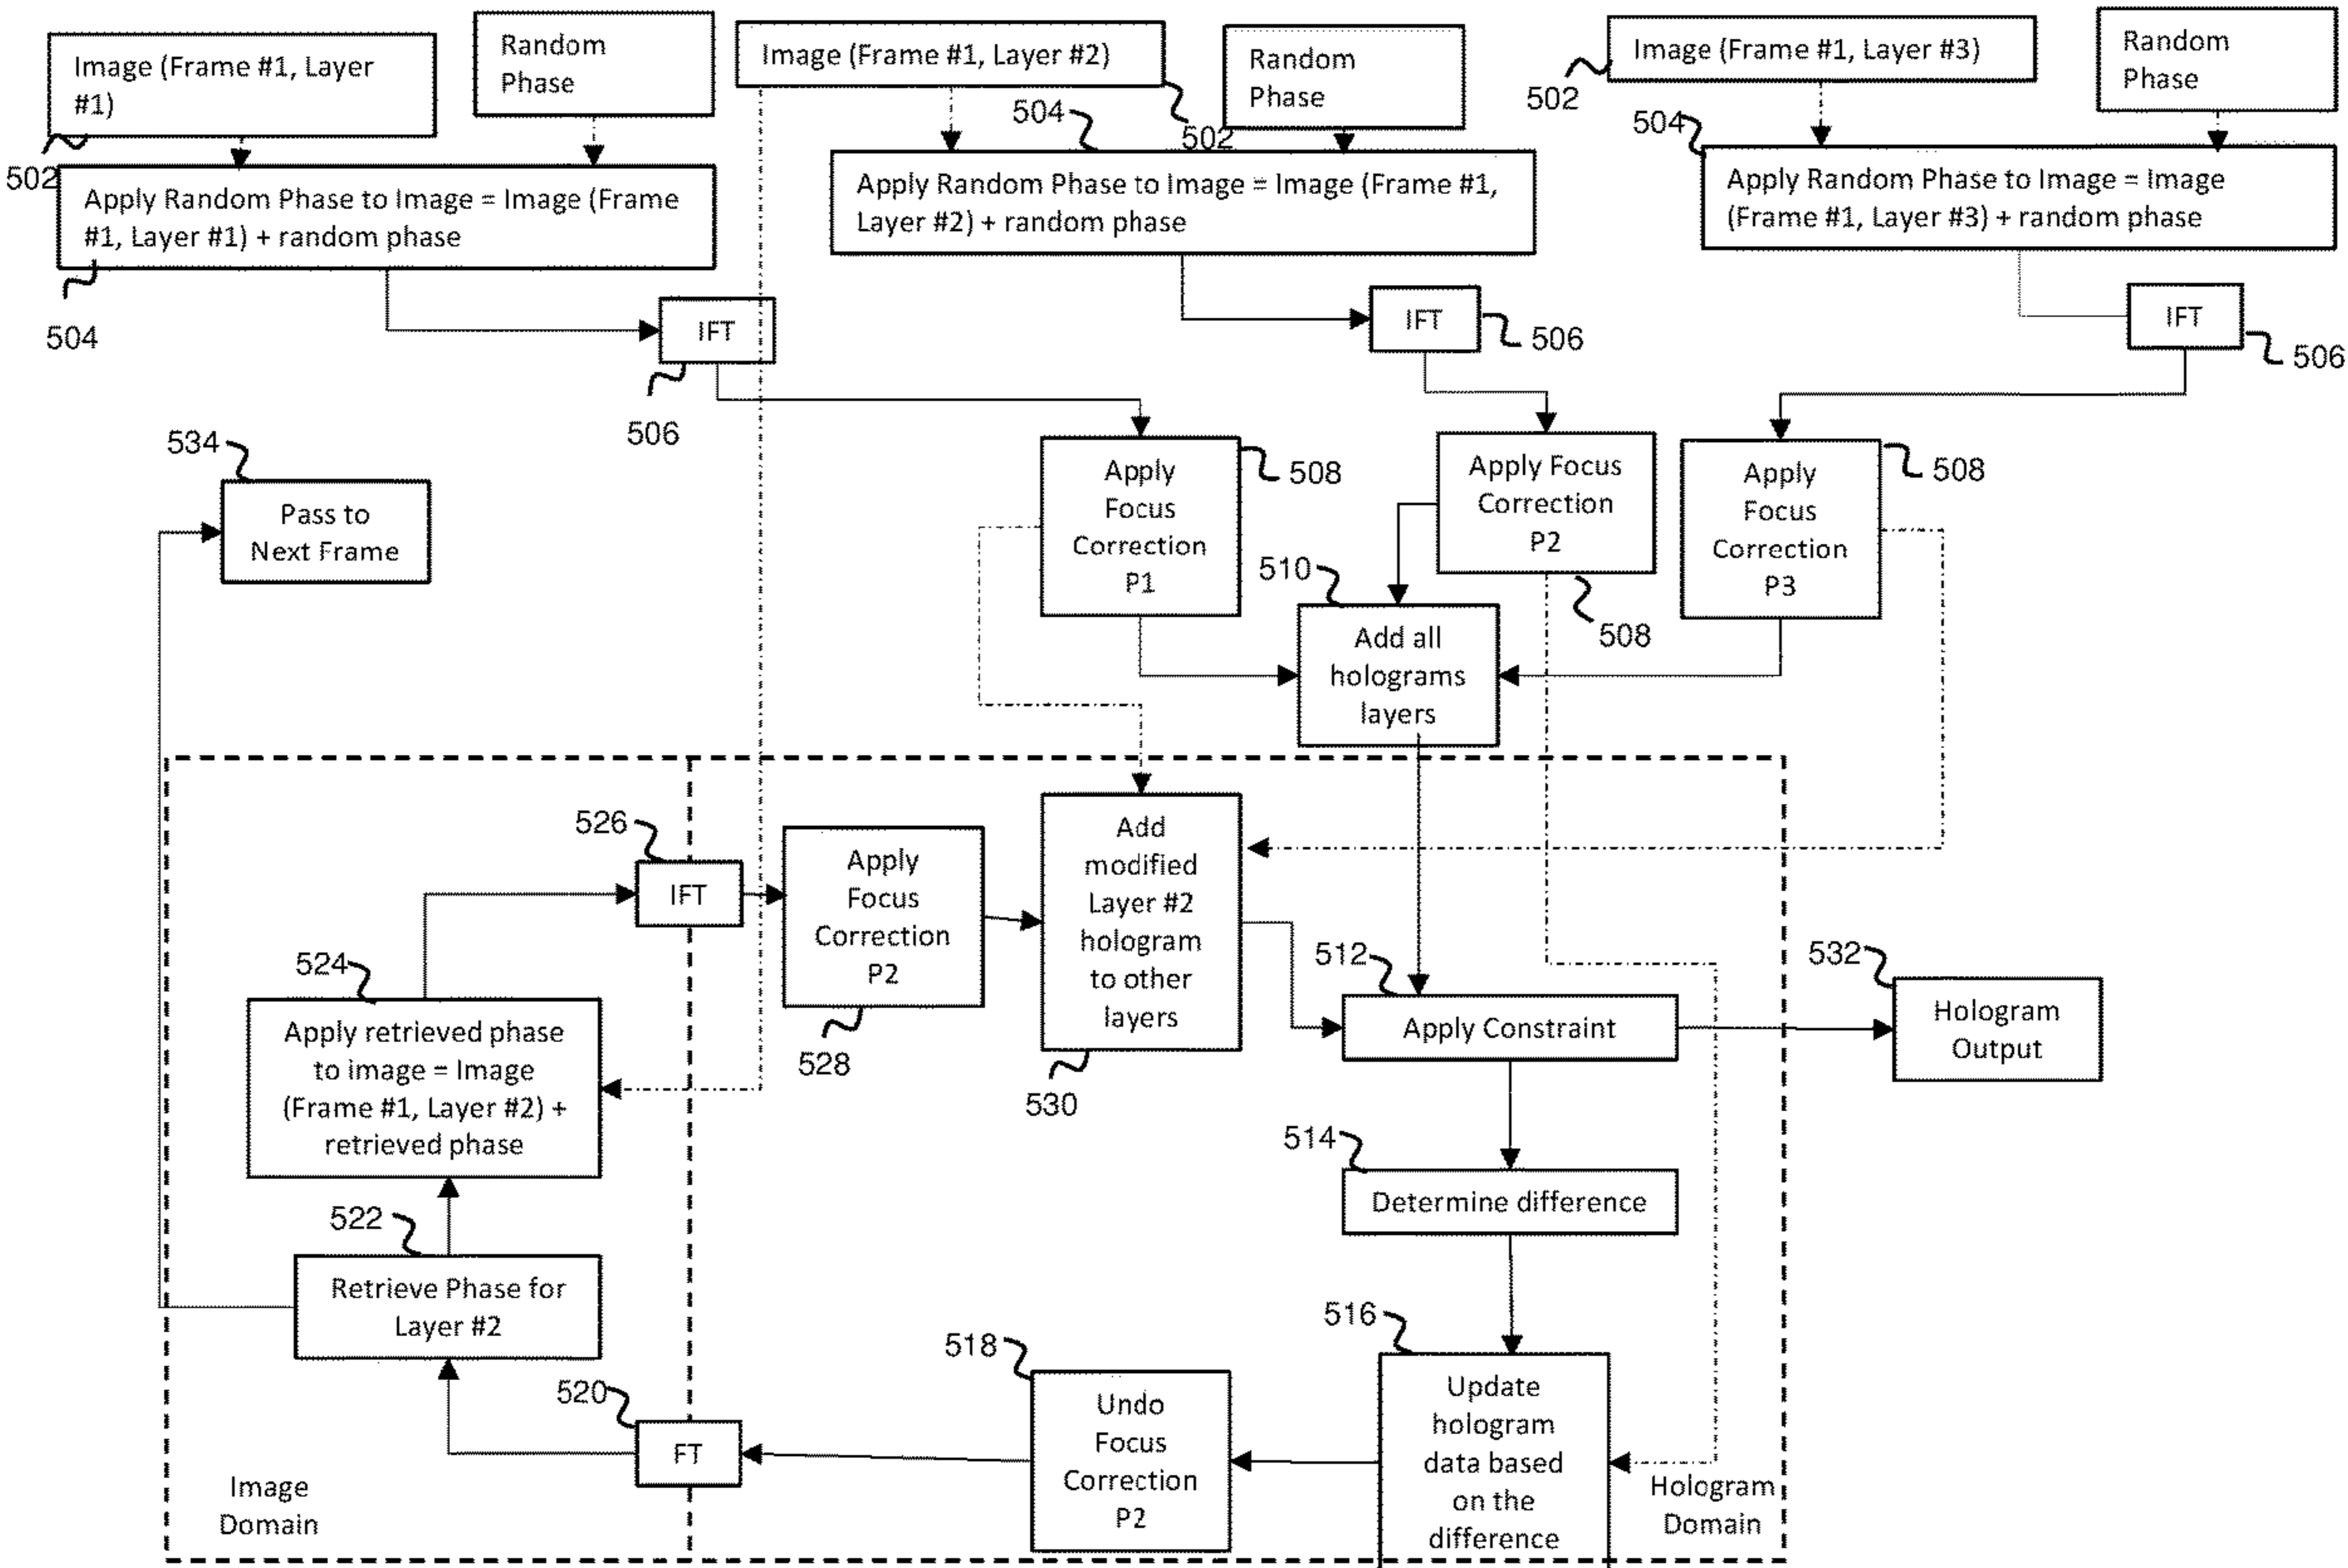 Image (Frame #1, Layer
#1)
Random
Phase
Image (Frame #1, Layer #2)
Random
Phase
Image (Frame #1, Layer #3)
Random
Phase
502
504
502
502
504
Apply Random Phase to Image = Image (Frame
#1, Layer #1) + random phase
Apply Random Phase to Image = Image (Frame #1,
Layer #2) + random phase
Apply Random Phase to Image = Image
(Frame #1, Layer #3) + random phase
504
IFT
506
IFT
506
IFT
506
534
Pass to
Next Frame
Apply
Focus
Correction
P1
508
Apply Focus
Correction
P2
508
Apply
Focus
Correction
P3
508
510
Add all
holograms
layers
526
IFT
Apply
Focus
Correction
P2
528
Add
modified
Layer #2
hologram
to other
layers
530
512
Apply Constraint
532
Hologram
Output
524
Apply retrieved phase
to image = Image
(Frame #1, Layer #2) +
retrieved phase
514
Determine difference
522
Retrieve Phase for
Layer #2
516
Update
hologram
data based
on the
difference
518
Undo
Focus
Correction
P2
520
FT
Image
Domain
Hologram
Domain